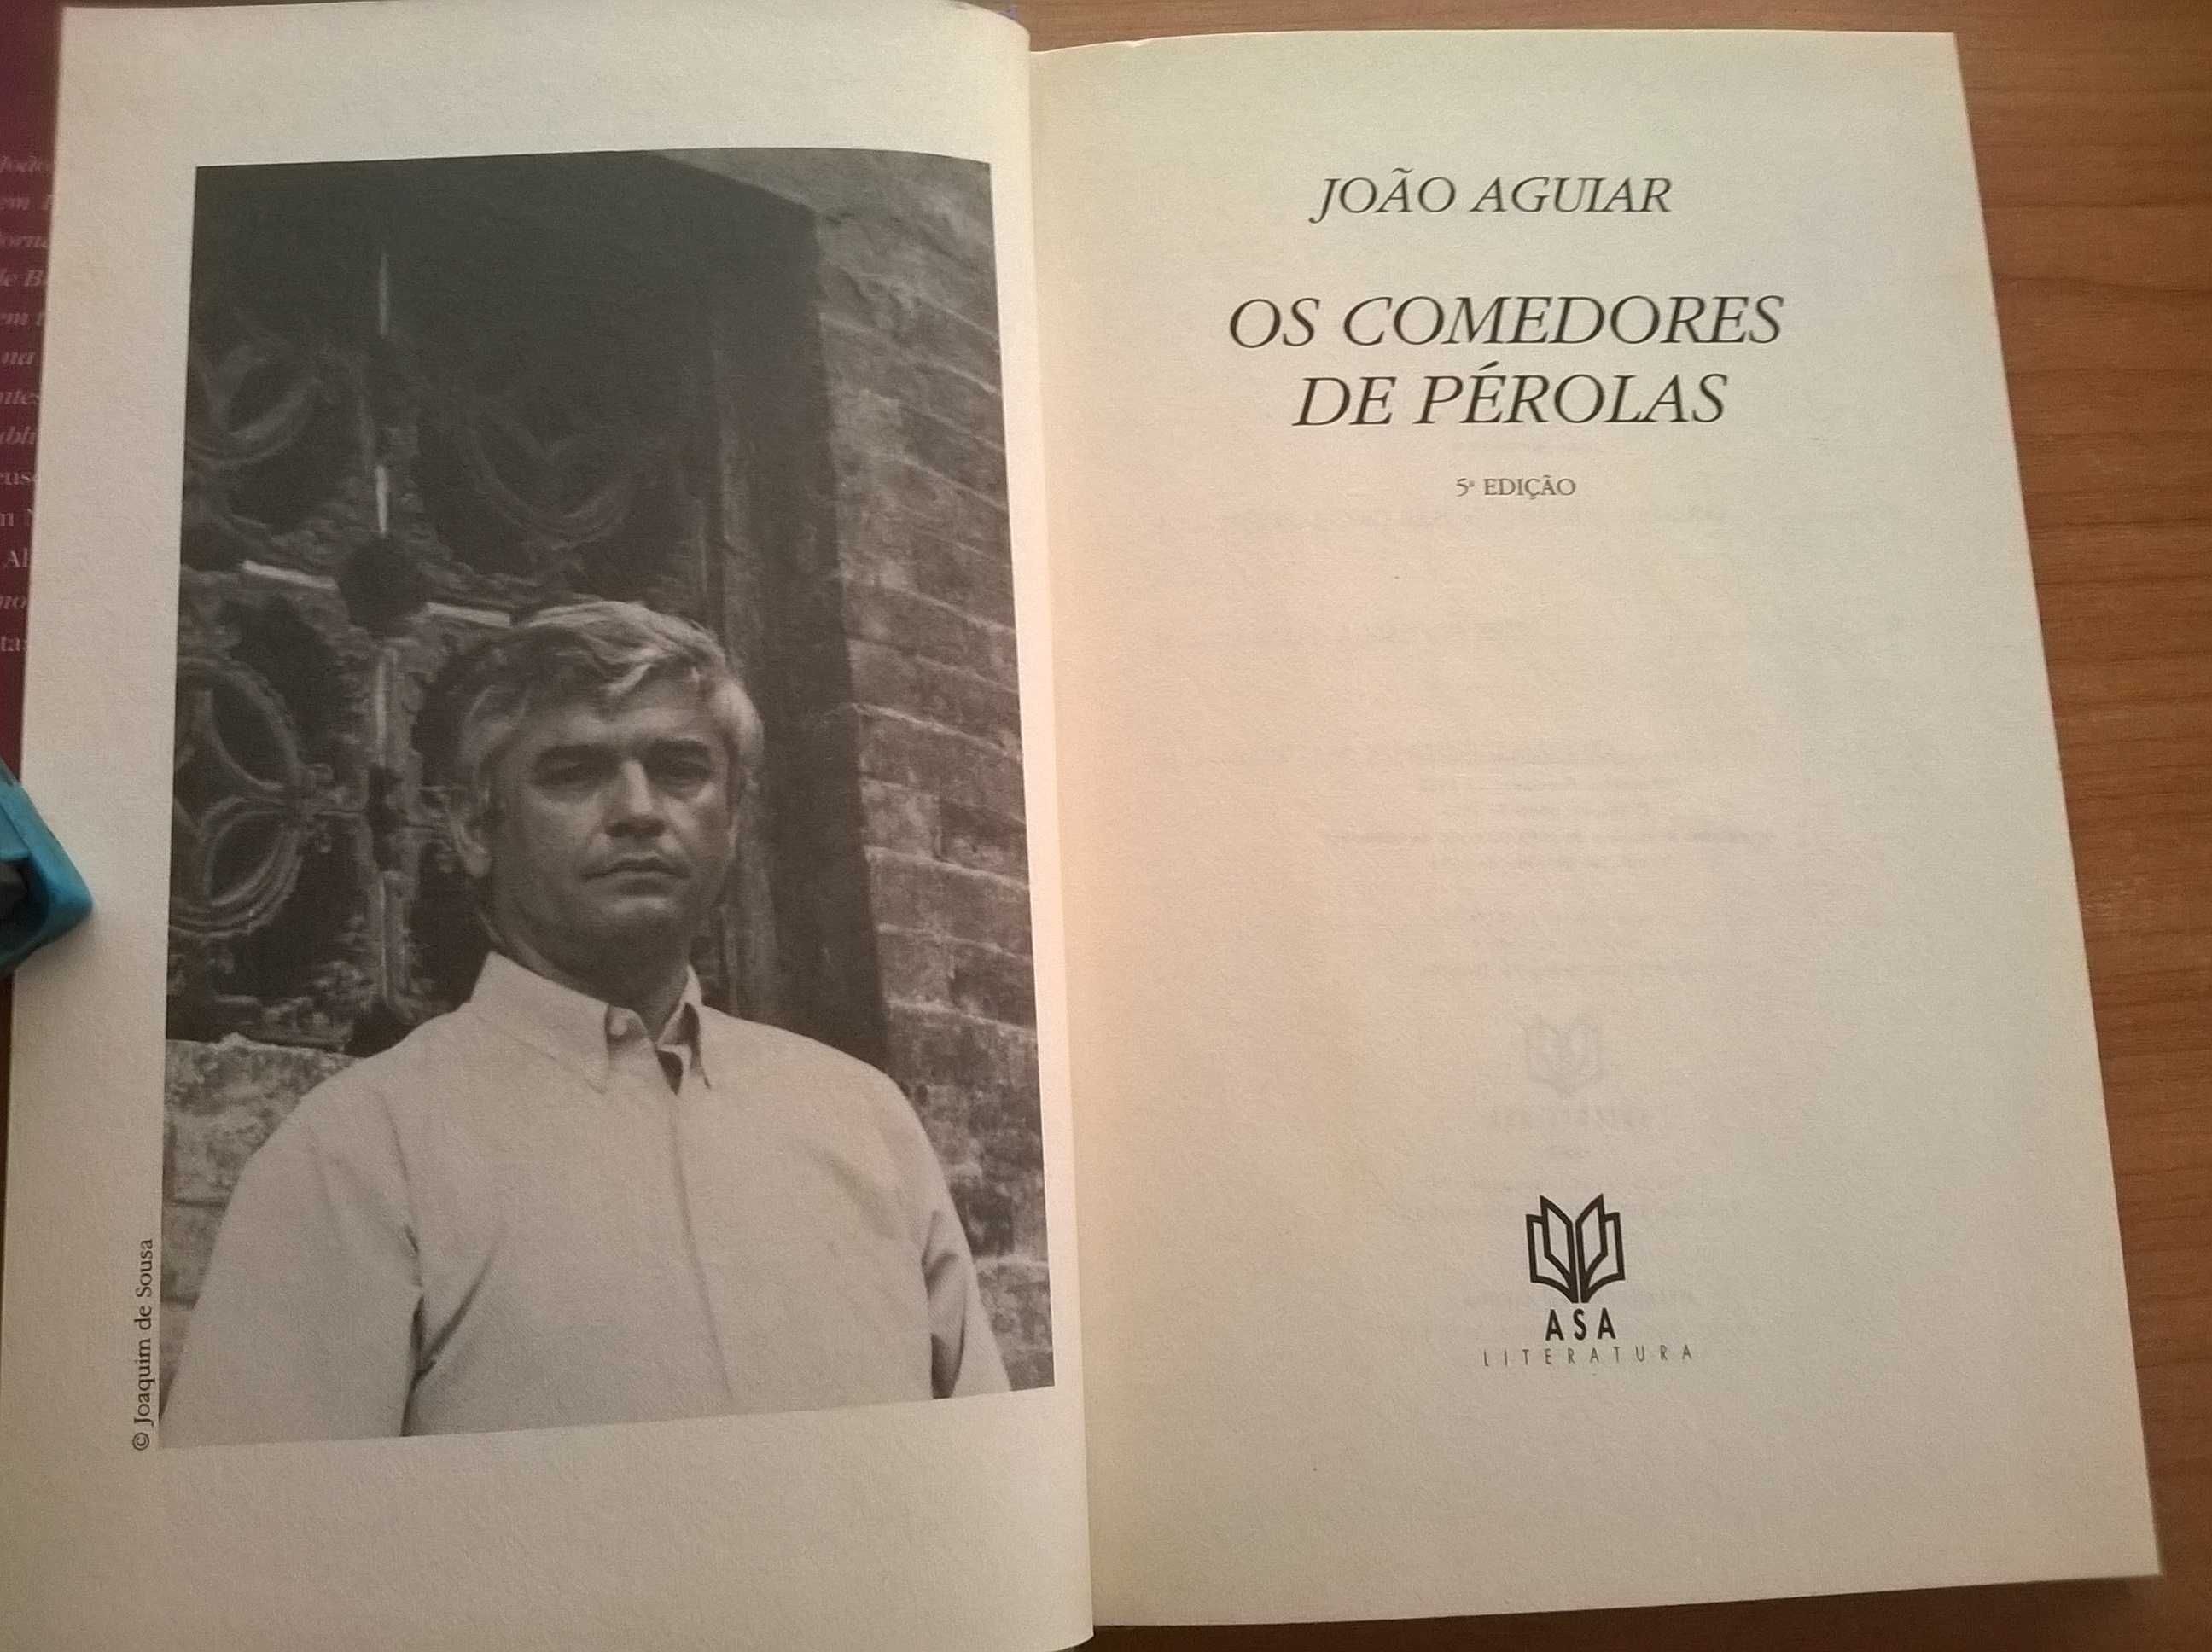 © Joaquim de Sousa
JOÃO AGUIAR
OS COMEDORES
DE PÉROLAS
5ª EDIÇÃO
ASA
LITERATURA